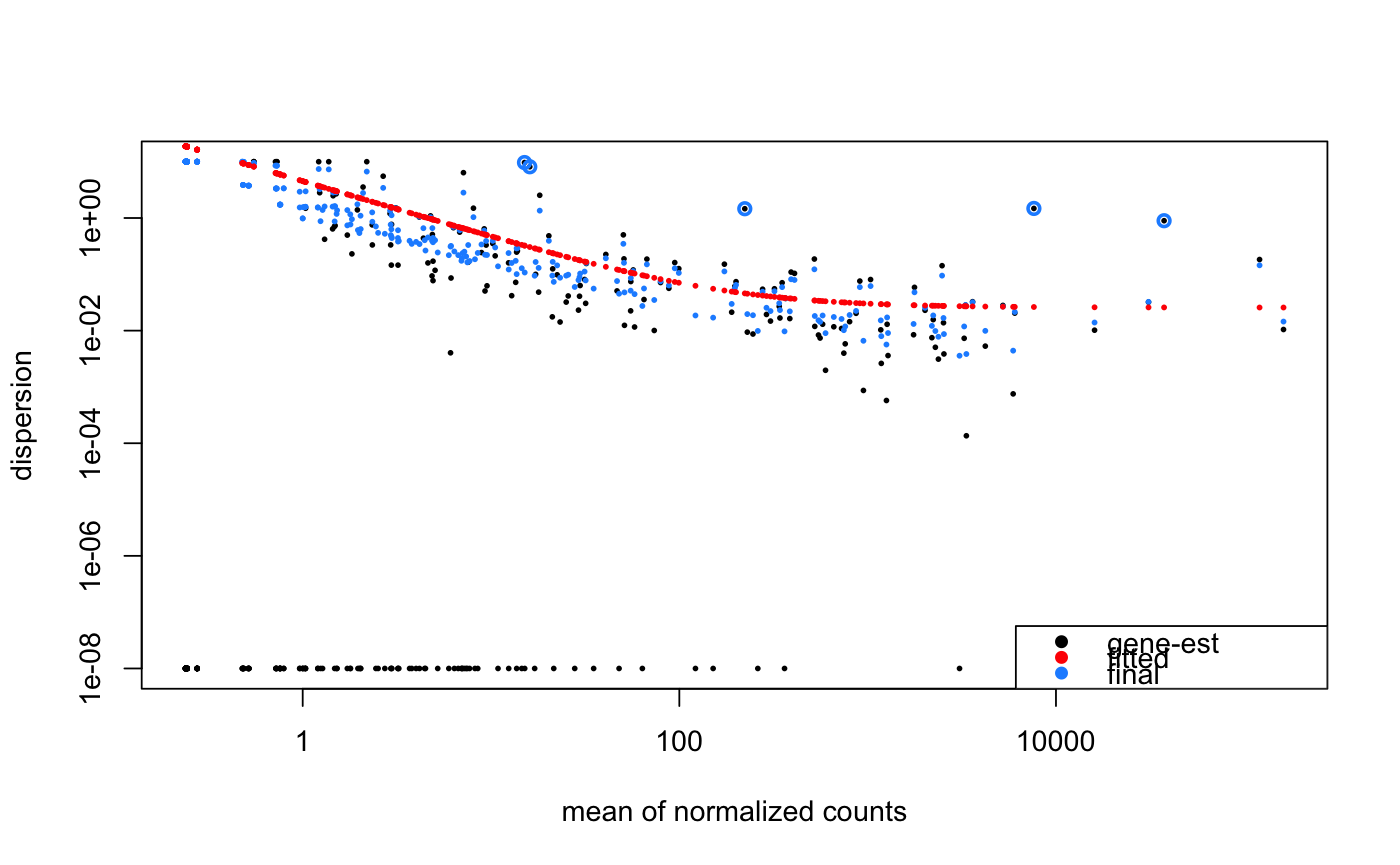 dispersion
1e+00
1e-02
1e-04
1e-06
1e-08
gene-est
fitted
final
1
100
10000
mean of normalized counts